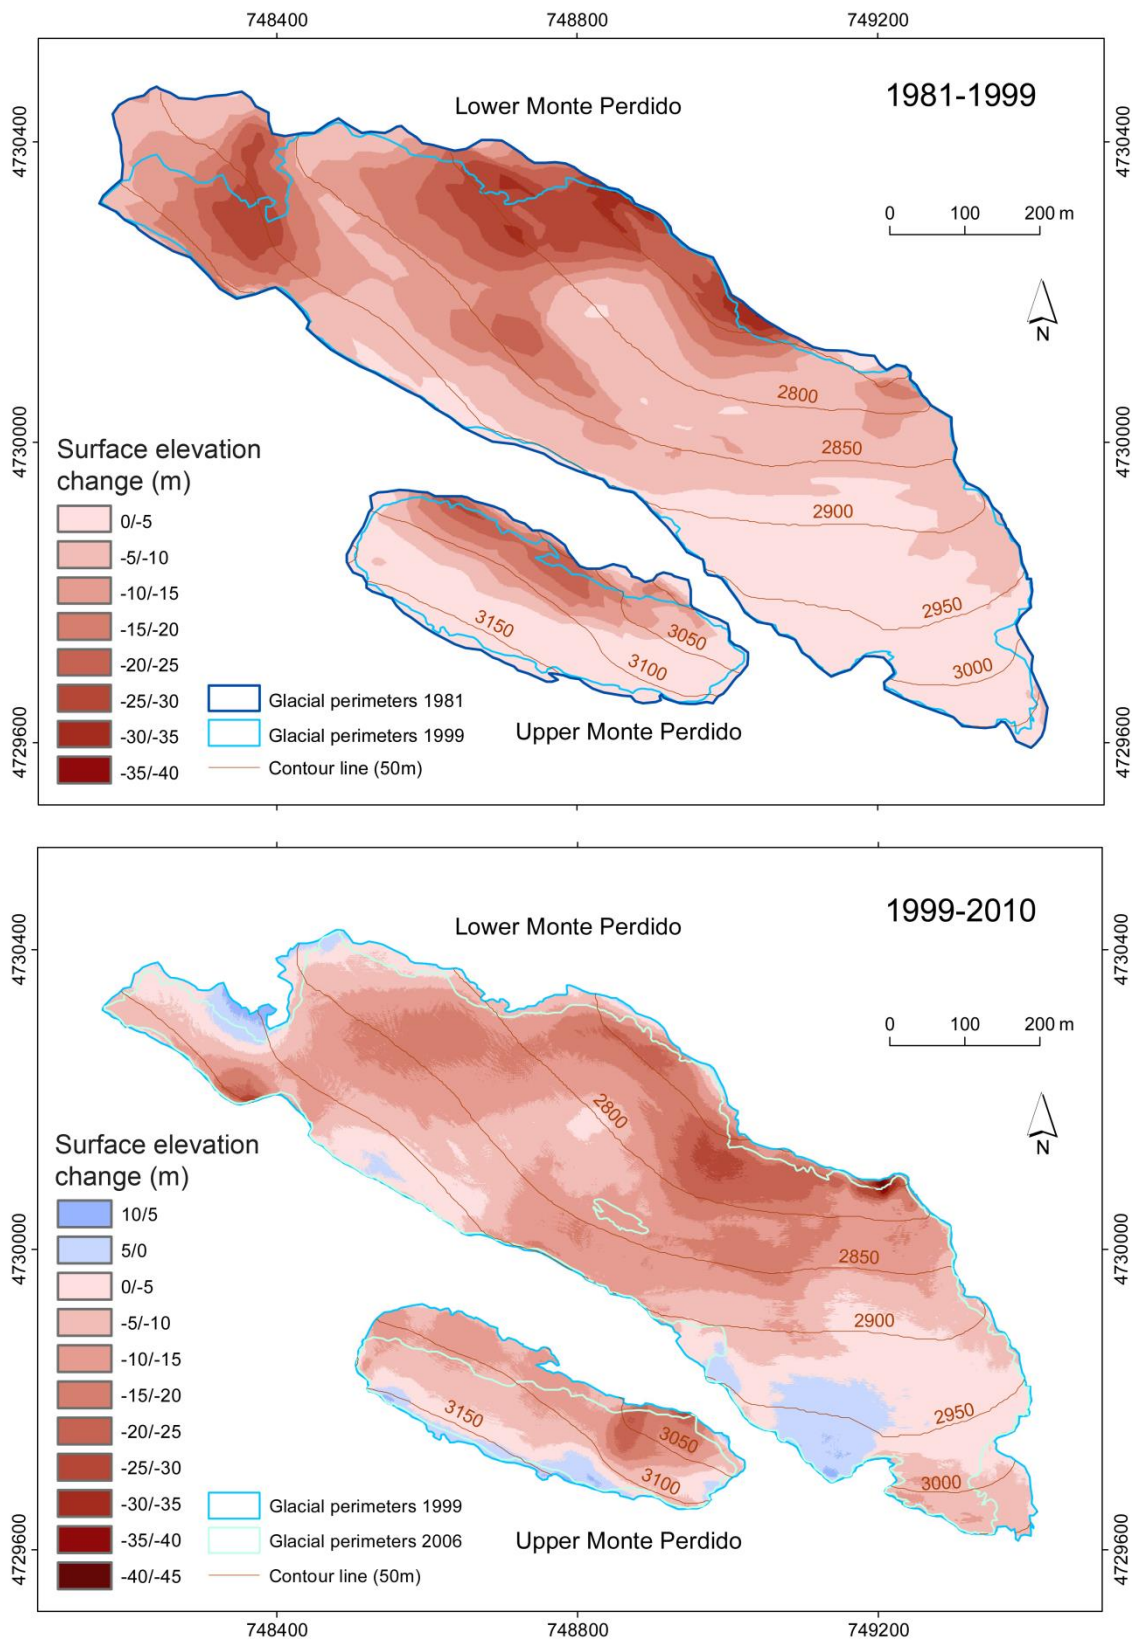 748400 748800 749200
Lower Monte Perdido
1981-1999
4730400
4730400
0 100 200 m
N
2800
2850
4730000
4730000
Surface elevation
change (m)
0/-5
-5/-10
-10/-15
-15/-20
-20/-25
-25/-30
-30/-35
-35/-40
2900
2950
3000
3150
3100
3050
Glacial perimeters 1981
Glacial perimeters 1999
Contour line (50m)
Upper Monte Perdido
4729600
4729600
Lower Monte Perdido
1999-2010
4730400
4730400
0 100 200 m
N
2800
2850
4730000
4730000
Surface elevation
change (m)
10/5
5/0
0/-5
-5/-10
-10/-15
-15/-20
-20/-25
-25/-30
-30/-35
-35/-40
-40/-45
2900
2950
3000
3150
3050
3100
Glacial perimeters 1999
Glacial perimeters 2006
Contour line (50m)
Upper Monte Perdido
4729600
4729600
748400 748800 749200